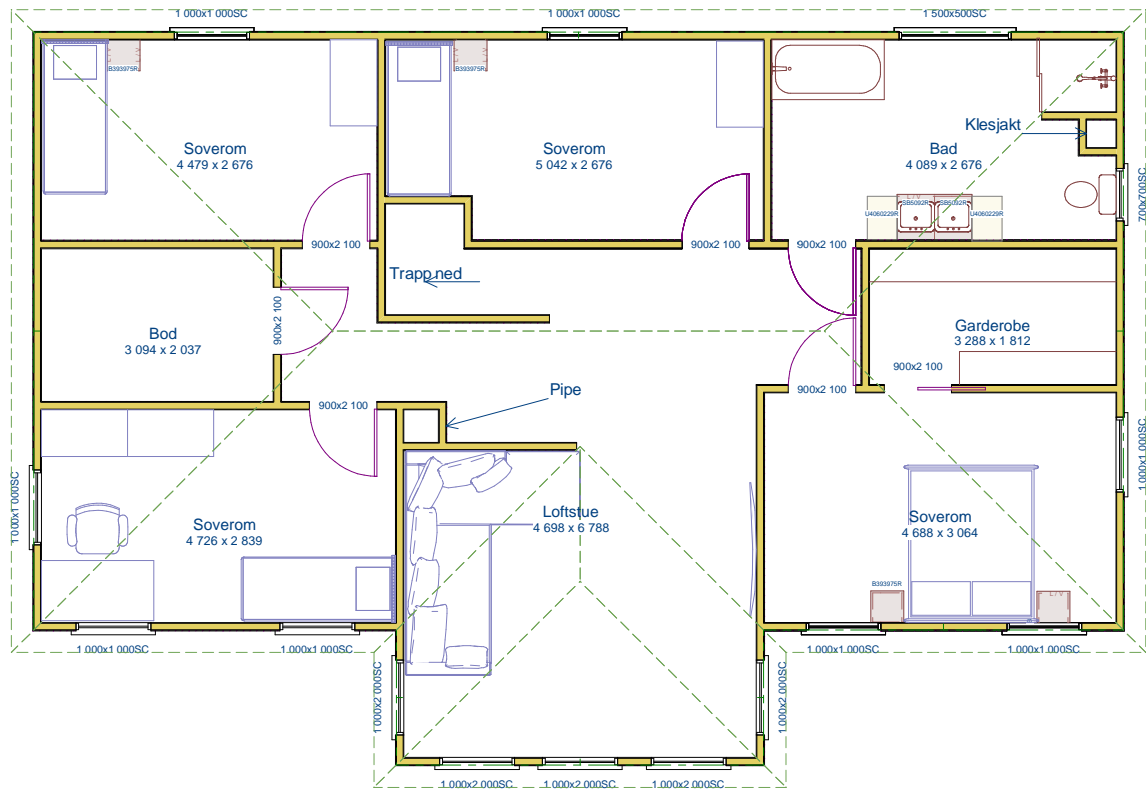 1 000x1 000SC
1 000x1 000SC
1 500x500SC
B393975R
L / V
B393975R
L / V
Soverom
4 479 x 2 676
Soverom
5 042 x 2 676
Klesjakt
Bad
4 089 x 2 676
700x700SC
L / V
SB5092R
SB5092R
U4060229R
U4060229R
900x2 100
900x2 100
900x2 100
Trapp ned
Bod
3 094 x 2 037
900x2 100
Garderobe
3 288 x 1 812
900x2 100
900x2 100
900x2 100
Pipe
1 000x1 000SC
1 000x1 000SC
Soverom
4 726 x 2 839
Loftstue
4 698 x 6 788
Soverom
4 688 x 3 064
B393975R
L / V
L / V
1 000x1 000SC
1 000x1 000SC
1 000x1 000SC
1 000x1 000SC
1 000x2 000SC
1 000x2 000SC
1 000x2 000SC
1 000x2 000SC
1 000x2 000SC